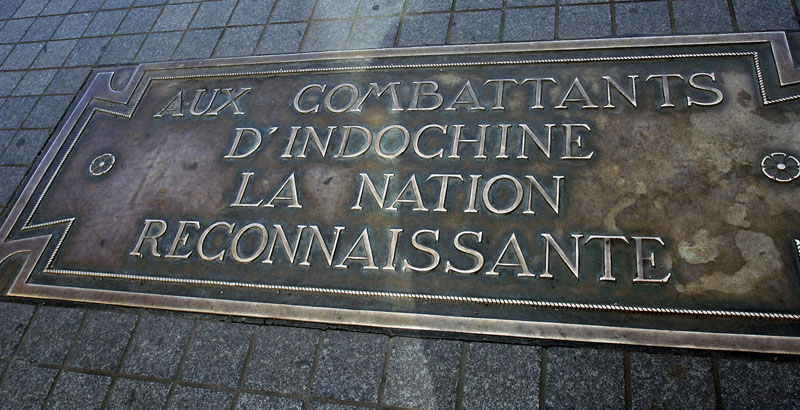 AUX COMBATTANTS
D'INDOCHINE
LA NATION
RECONNAISSANTE